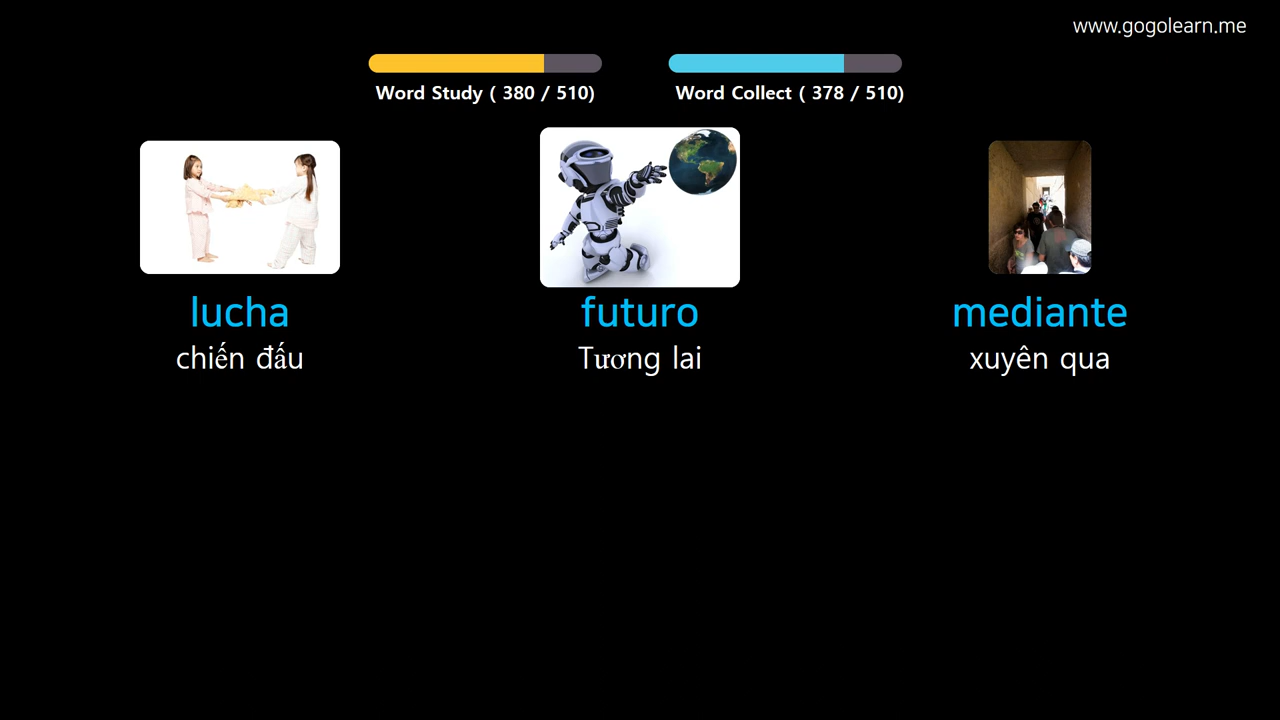 www.gogolearn.me
Word Study ( 380 / 510)
Word Collect ( 378 / 510)
lucha
futuro
mediante
chiến đấu
Tương lai
xuyên qua